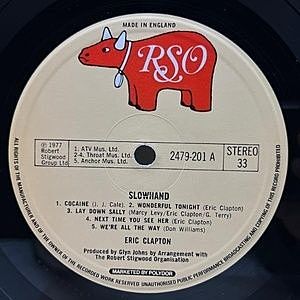 MADE IN ENGLAND
RSO
℗ 1977
Robert
Stigwood
Group Ltd
1. ATV Mus. Ltd.
2-4. Throat Mus. Ltd.
5. Anchor Mus. Ltd.
2479-201 A
STEREO
33
SLOWHAND
1. COCAINE (J. J. Cale) 2. WONDERFUL TONIGHT (Eric Clapton)
3. LAY DOWN SALLY (Marcy Levy/Eric Clapton/G. Terry)
4. NEXT TIME YOU SEE HER (Eric Clapton)
5. WE'RE ALL THE WAY (Don Williams)
ERIC CLAPTON
Produced by Glyn Johns by Arrangement with
The Robert Stigwood Organisation
MARKETED BY POLYDOR
ALL RIGHTS OF THE MANUFACTURER AND OF THE OWNER OF THE RECORDED WORK RESERVED UNAUTHORISED PUBLIC PERFORMANCE BROADCASTING AND COPYING OF THIS RECORD PROHIBITED